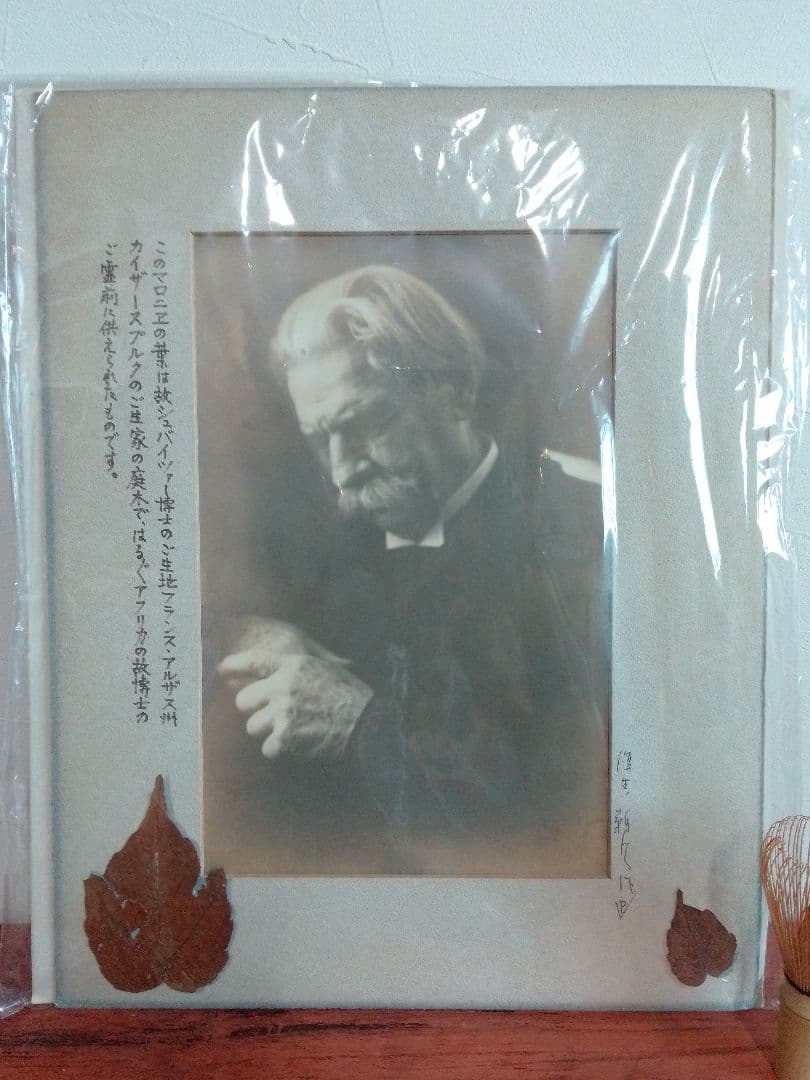 このマロニエの葉は故シュバイツァー博士のご生地フランス・アルザス州
カイザースブルクのご生家の庭木で、はるゞアフリカの故博士の
ご霊前に供えられたものです。